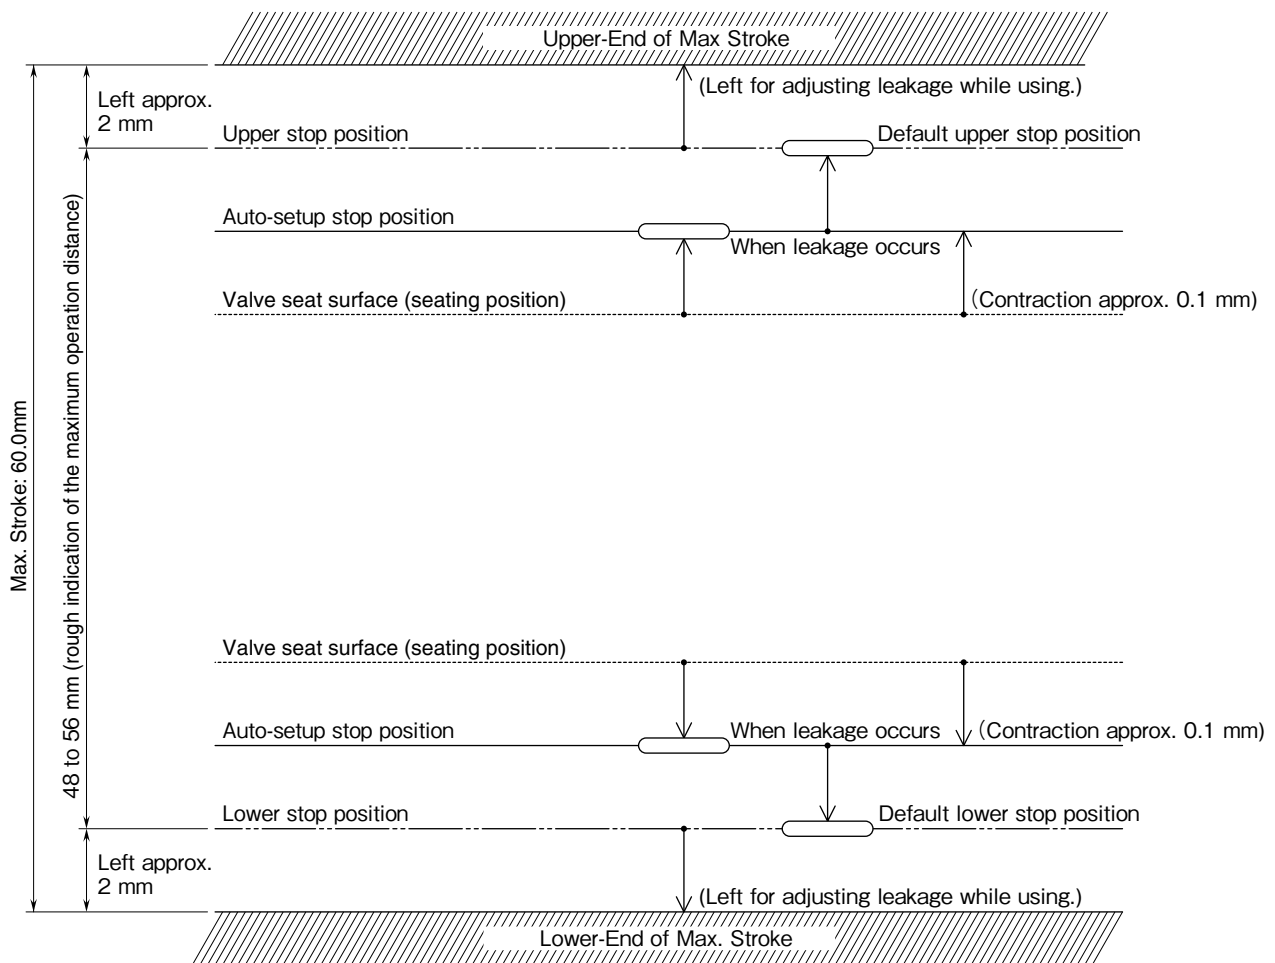 Upper-End of Max Stroke
(Left for adjusting leakage while using.)
Left approx.
2 mm
Upper stop position
Default upper stop position
Auto-setup stop position
When leakage occurs
Valve seat surface (seating position)
(Contraction approx. 0.1 mm)
Max. Stroke: 60.0mm
48 to 56 mm (rough indication of the maximum operation distance)
Valve seat surface (seating position)
Auto-setup stop position
When leakage occurs
(Contraction approx. 0.1 mm)
Lower stop position
Default lower stop position
Left approx.
2 mm
(Left for adjusting leakage while using.)
Lower-End of Max. Stroke